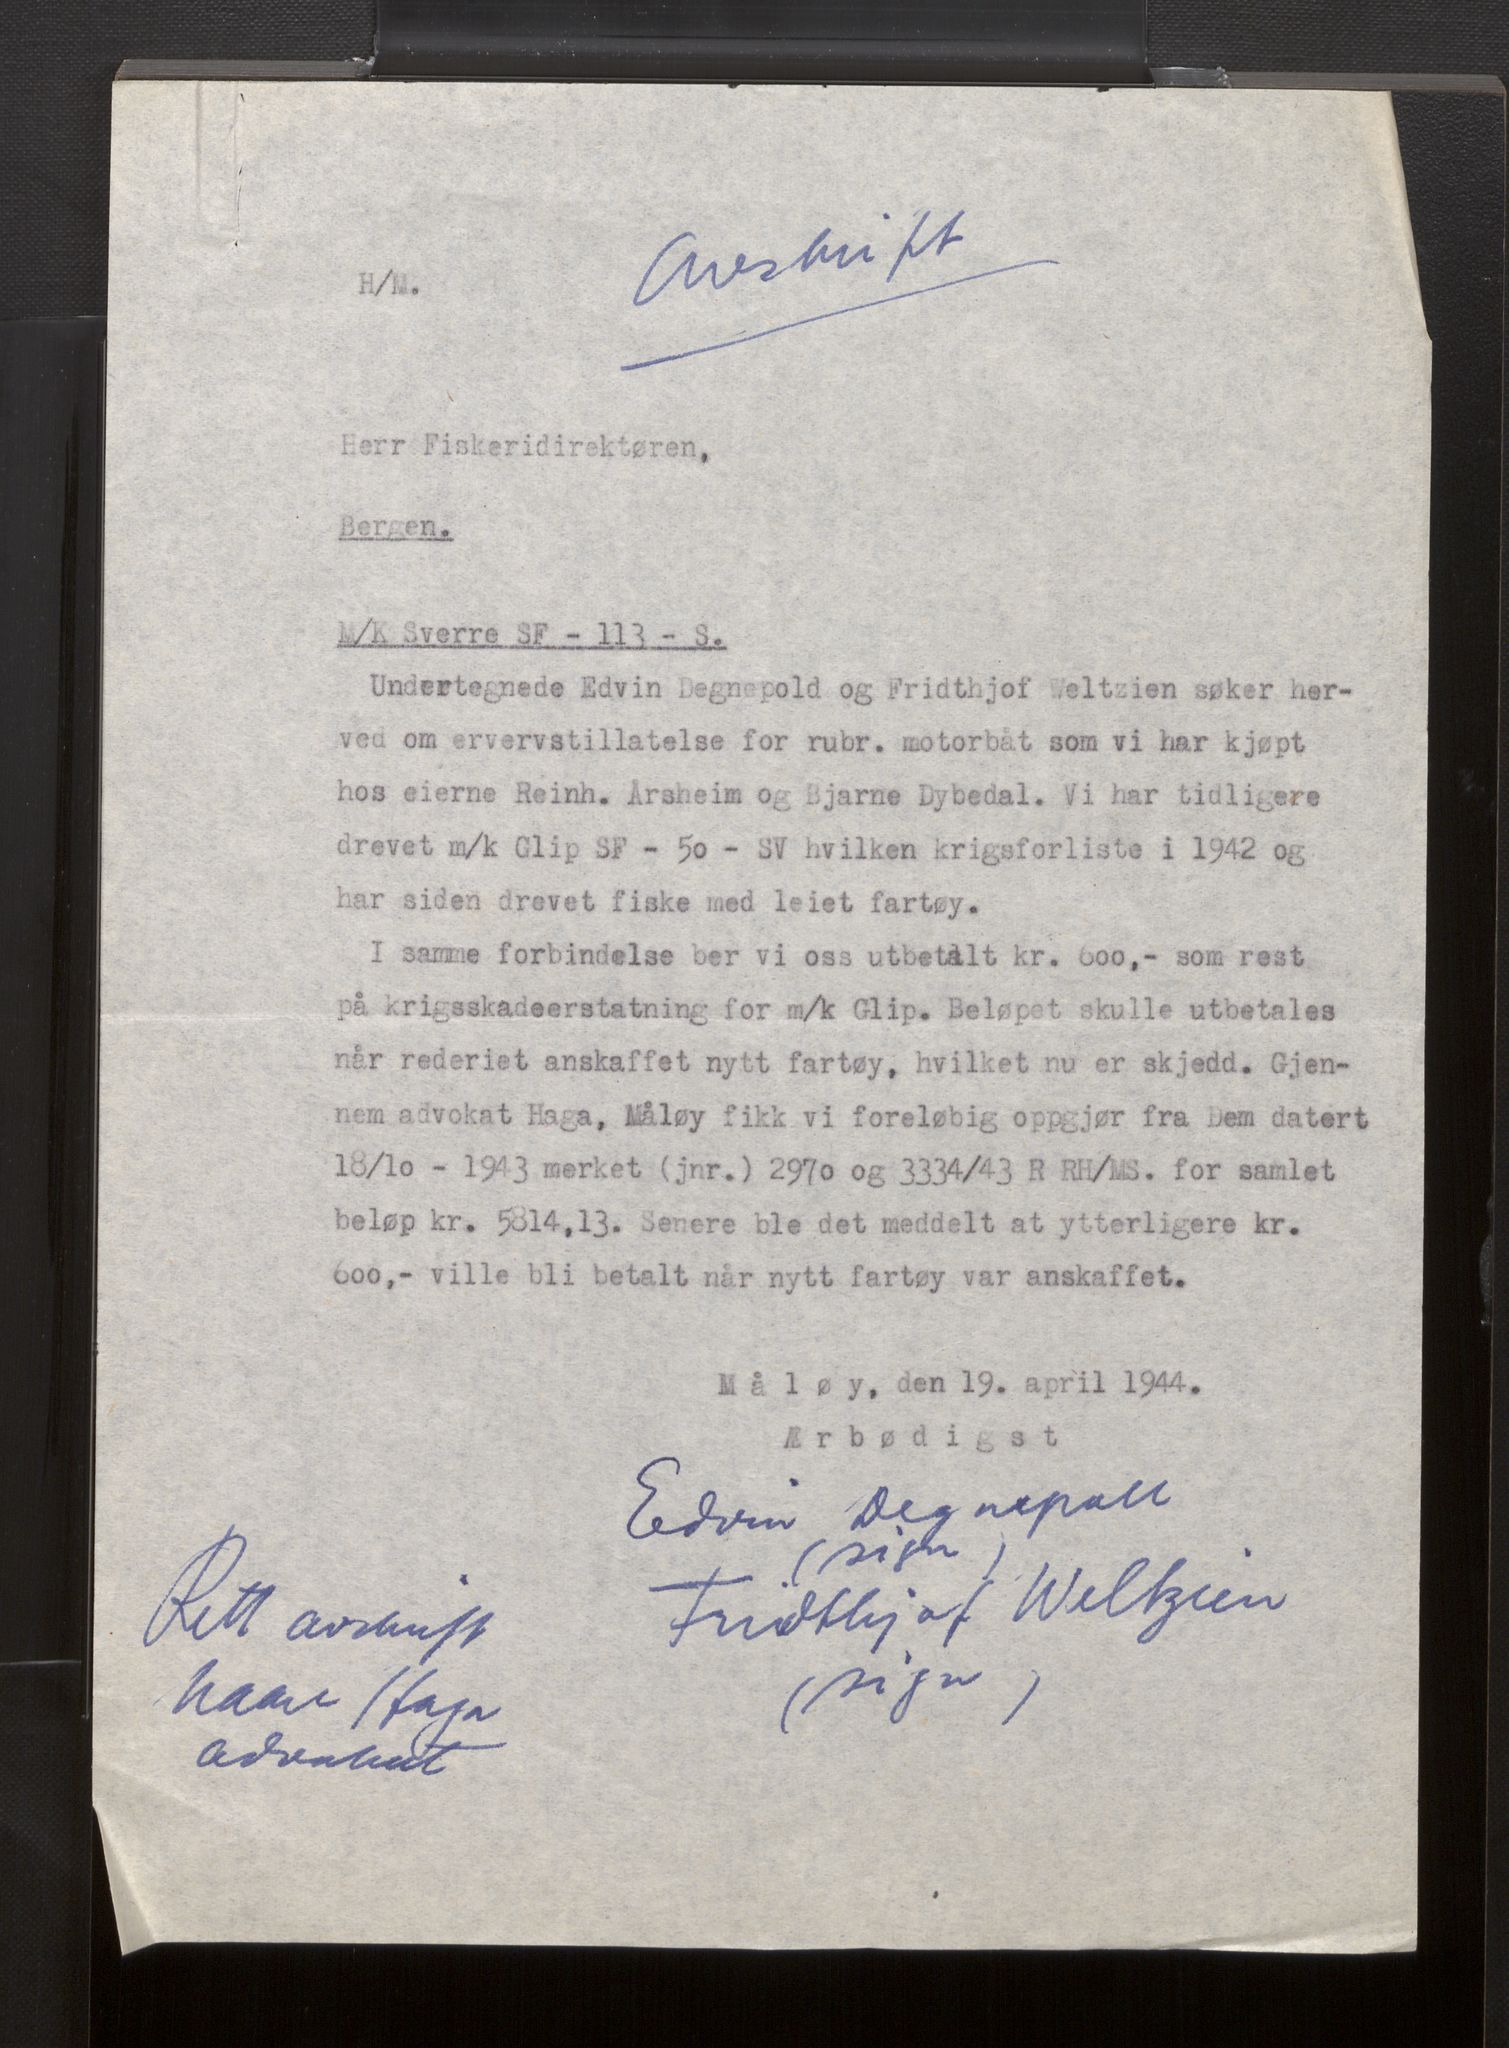 Avskrift
H/M.
Herr Fiskeridirektøren,
Bergen.
M/K Sverre SF - 113 - S.
Undertegnede Edvin Degnepold og Fridthjof Weltzien søker her-
ved om ervervstillatelse for rubr. motorbåt som vi har kjøpt
hos eierne Reinh. Årsheim og Bjarne Dybedal. Vi har tidligere
drevet m/k Glip SF - 5o - SV hvilken krigsforliste i 1942 og
har siden drevet fiske med leiet fartøy.
I samme forbindelse ber vi oss utbetalt kr. 6oo,- som rest
på krigsskadeerstatning for m/k Glip. Beløpet skulle utbetales
når rederiet anskaffet nytt fartøy, hvilket nu er skjedd. Gjen-
nem advokat Haga, Måløy fikk vi foreløbig oppgjør fra Dem datert
18/1o - 1943 merket (jnr.) 297o og 3334/43 R RH/MS. for samlet
beløp kr. 5814,13. Senere ble det meddelt at ytterligere kr.
6oo,- ville bli betalt når nytt fartøy var anskaffet.
M å l ø y, den 19. april 1944.
Æ r b ø d i g s t
Edvin Degnepoll
(sign)
Fridthjof Weltzien
(sign)
Rett avskrift
Kaare Haga
advokat